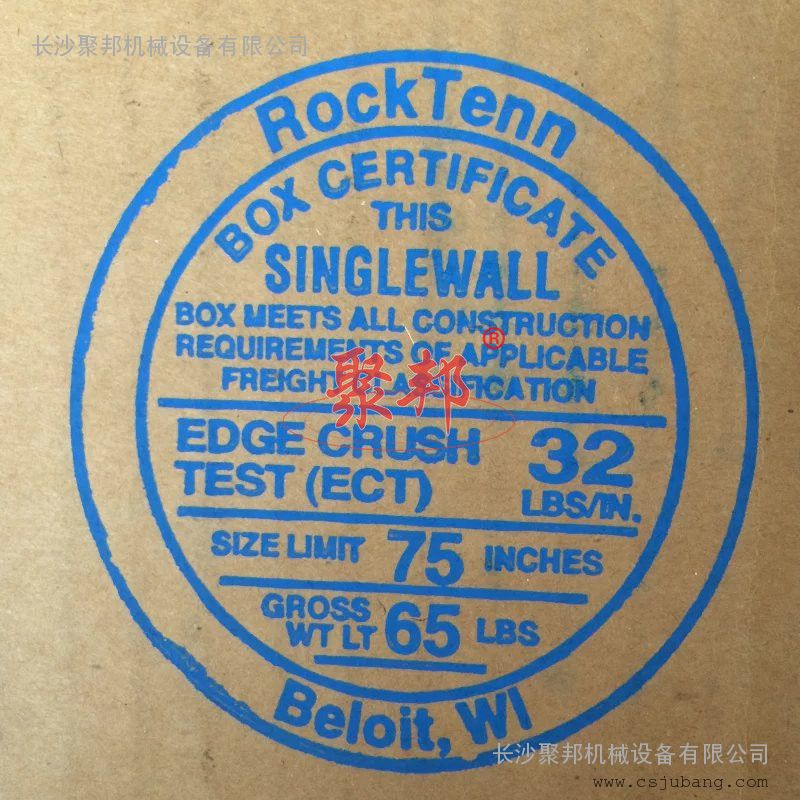 长沙聚邦机械设备有限公司
RockTenn
BOX CERTIFICATE
THIS
SINGLEWALL
BOX MEETS ALL CONSTRUCTION
REQUIREMENTS OF APPLICABLE
FREIGHT CLASSIFICATION
聚邦®
EDGE CRUSH
TEST (ECT)
32
LBS/IN.
SIZE LIMIT 75 INCHES
GROSS
WT LT 65 LBS
Beloit, WI
长沙聚邦机械设备有限公司
www.csjubang.com